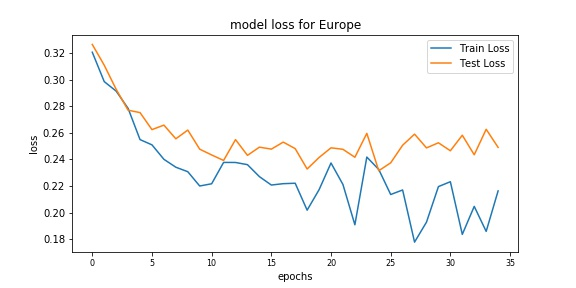 model loss for Europe
Train Loss
Test Loss
loss
0.32
0.30
0.28
0.26
0.24
0.22
0.20
0.18
0 5 10 15 20 25 30 35
epochs